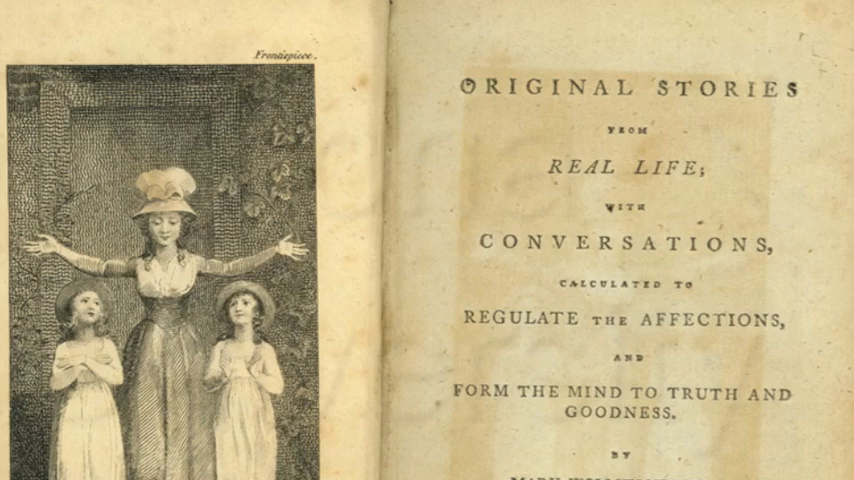 Frontispiece.
ORIGINAL STORIES
FROM
REAL LIFE;
WITH
CONVERSATIONS,
CALCULATED TO
REGULATE THE AFFECTIONS,
AND
FORM THE MIND TO TRUTH AND
GOODNESS.
BY
MARY